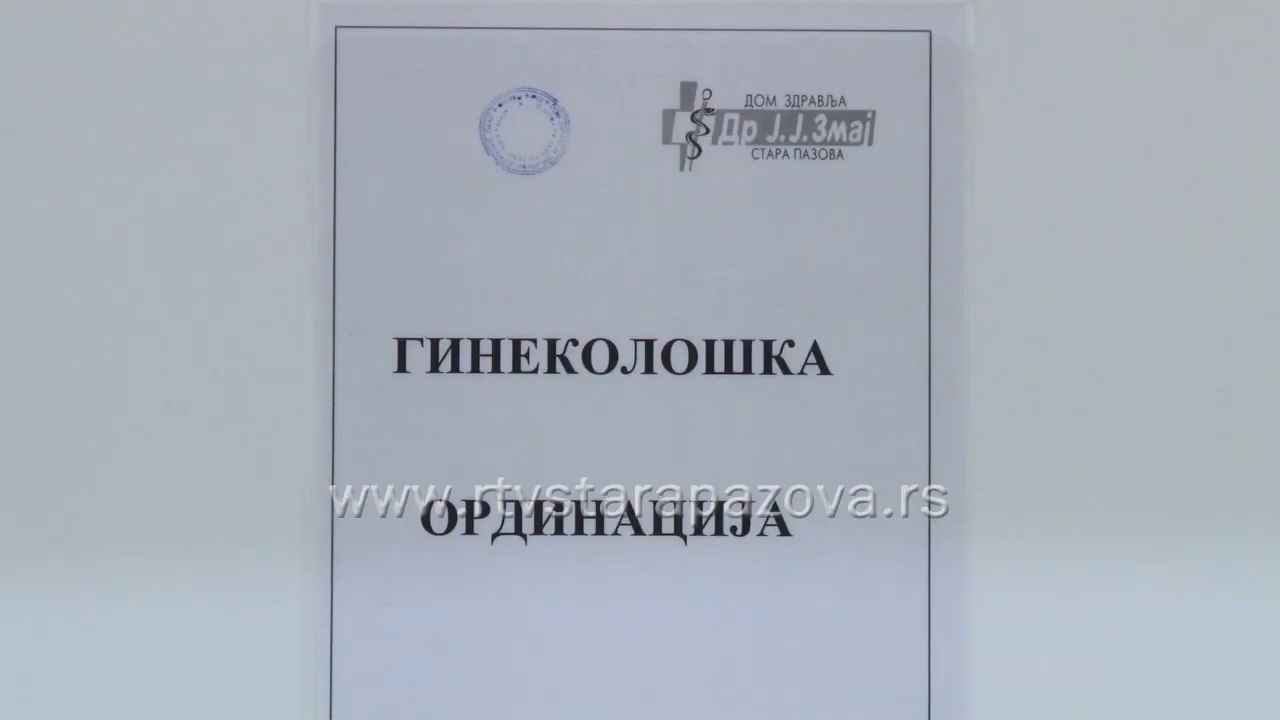 ДОМ ЗДРАВЉА
Др Ј.Ј.Змај
СТАРА ПАЗОВА
ГИНЕКОЛОШКА
www.rtvstarapazova.rs
ОРДИНАЦИЈА